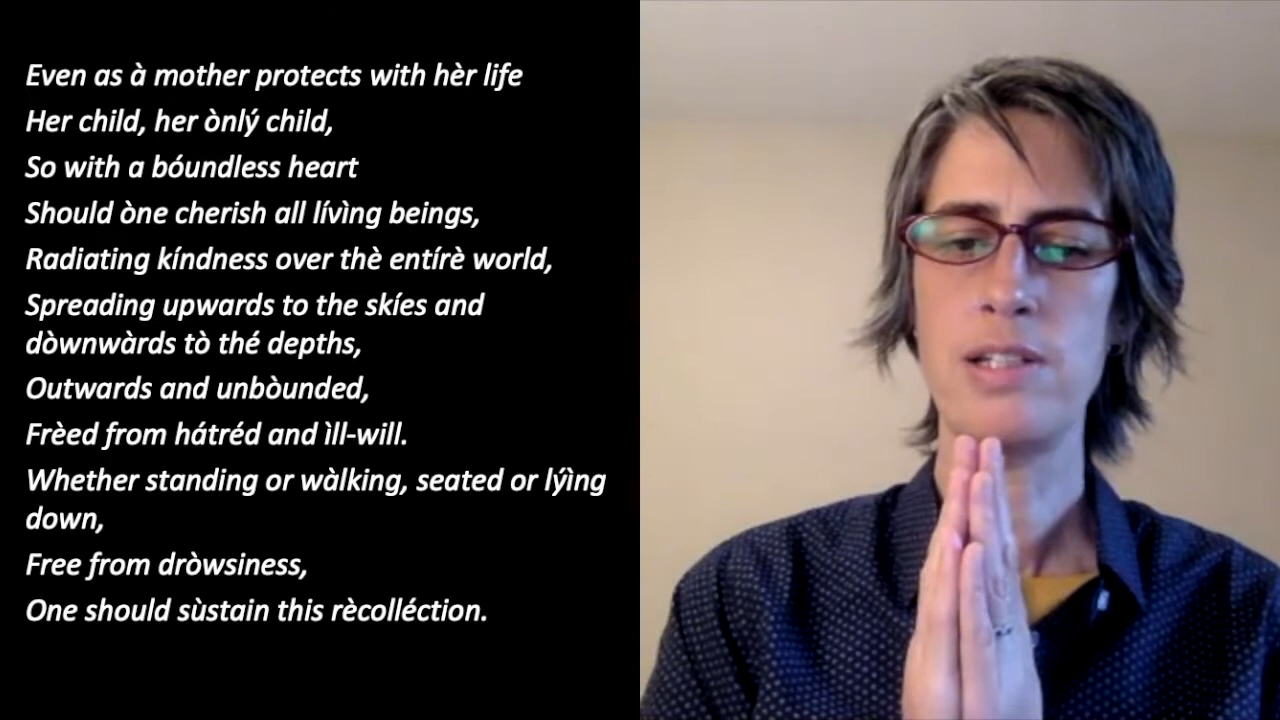 Even as à mother protects with hèr life
Her child, her ònlý child,
So with a bóundless heart
Should òne cherish all lívìng beings,
Radiating kíndness over thè entírè world,
Spreading upwards to the skíes and
dòwnwàrds tò thé depths,
Outwards and unbòunded,
Frèed from hátréd and ìll-will.
Whether standing or wàlking, seated or lýìng
down,
Free from dròwsiness,
One should sùstain this rècolléction.